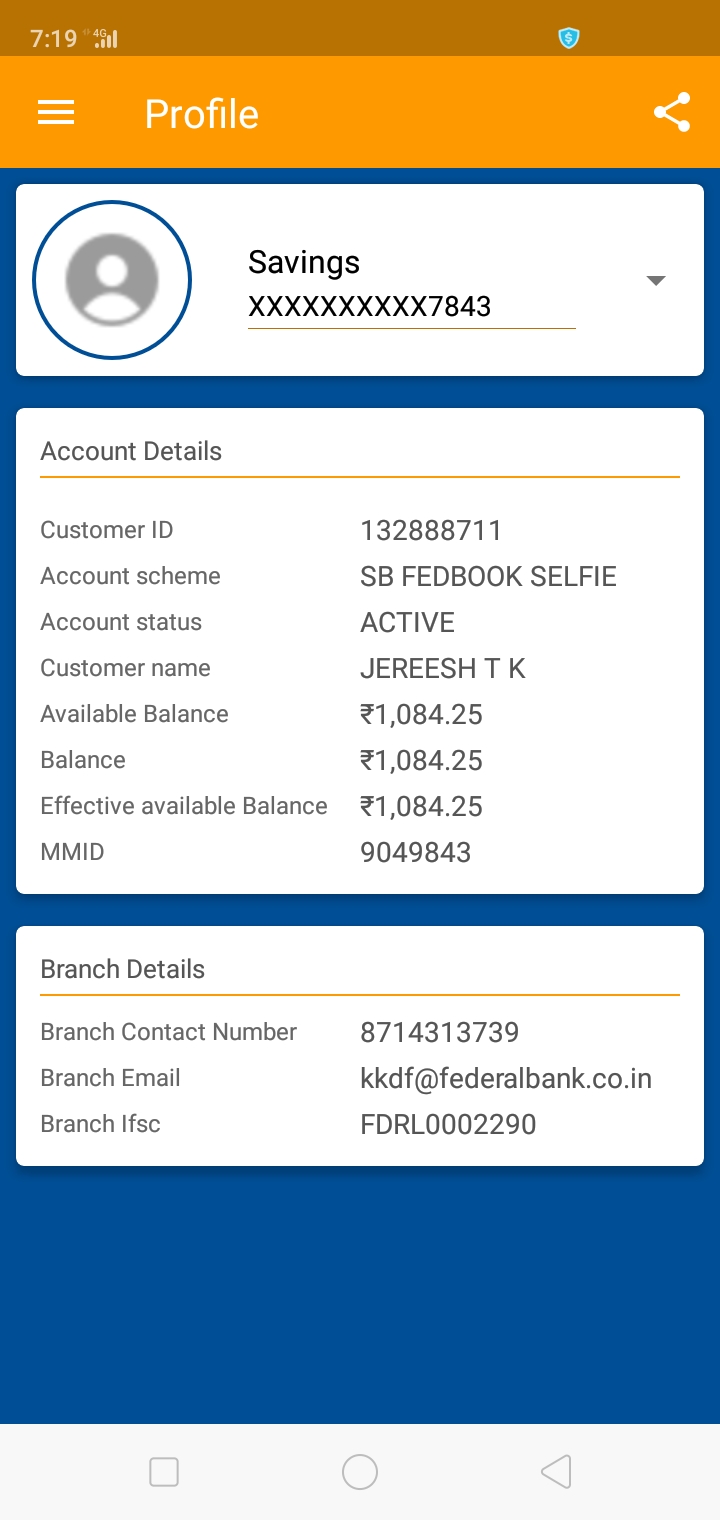 7:19 4G
Profile
Savings
XXXXXXXXXX7843
Account Details
Customer ID 132888711
Account scheme SB FEDBOOK SELFIE
Account status ACTIVE
Customer name JEREESH T K
Available Balance ₹1,084.25
Balance ₹1,084.25
Effective available Balance ₹1,084.25
MMID 9049843
Branch Details
Branch Contact Number 8714313739
Branch Email kkdf@federalbank.co.in
Branch Ifsc FDRL0002290